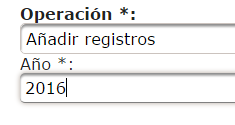 Operación *:
Añadir registros
Año *:
2016